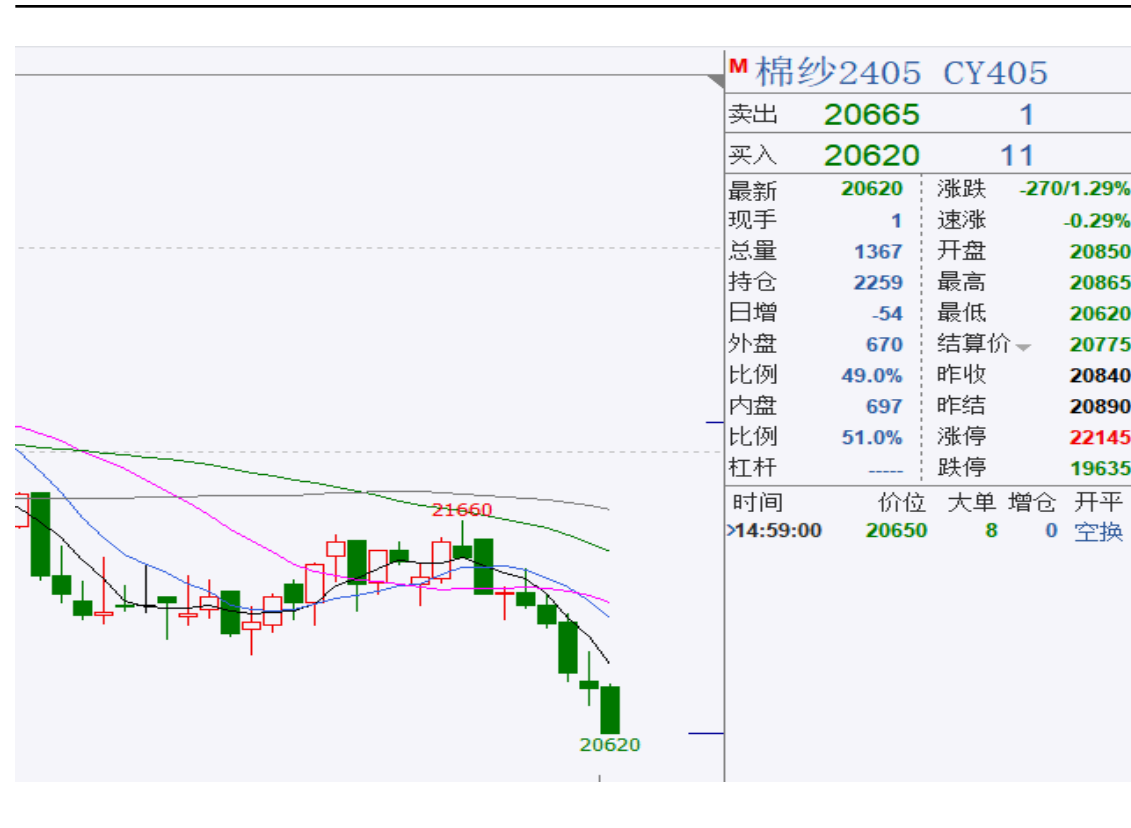 M 棉纱2405 CY405
卖出 20665 1
买入 20620 11
最新 20620 涨跌 -270/1.29%
现手 1 速涨 -0.29%
总量 1367 开盘 20850
持仓 2259 最高 20865
日增 -54 最低 20620
外盘 670 结算价 20775
比例 49.0% 昨收 20840
内盘 697 昨结 20890
比例 51.0% 涨停 22145
杠杆 ----- 跌停 19635
时间 价位 大单 增仓 开平
>14:59:00 20650 8 0 空换
21660
20620